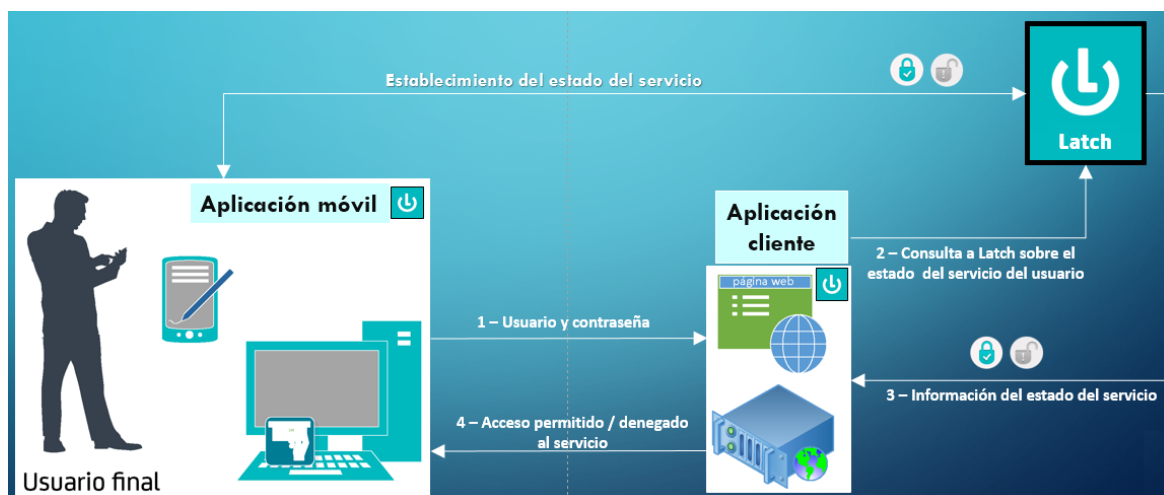 Establecimiento del estado del servicio
Latch
Aplicación móvil
Aplicación
cliente
2 – Consulta a Latch sobre el
estado del servicio del usuario
página web
1 – Usuario y contraseña
3 – Información del estado del servicio
4 – Acceso permitido / denegado
al servicio
Usuario final